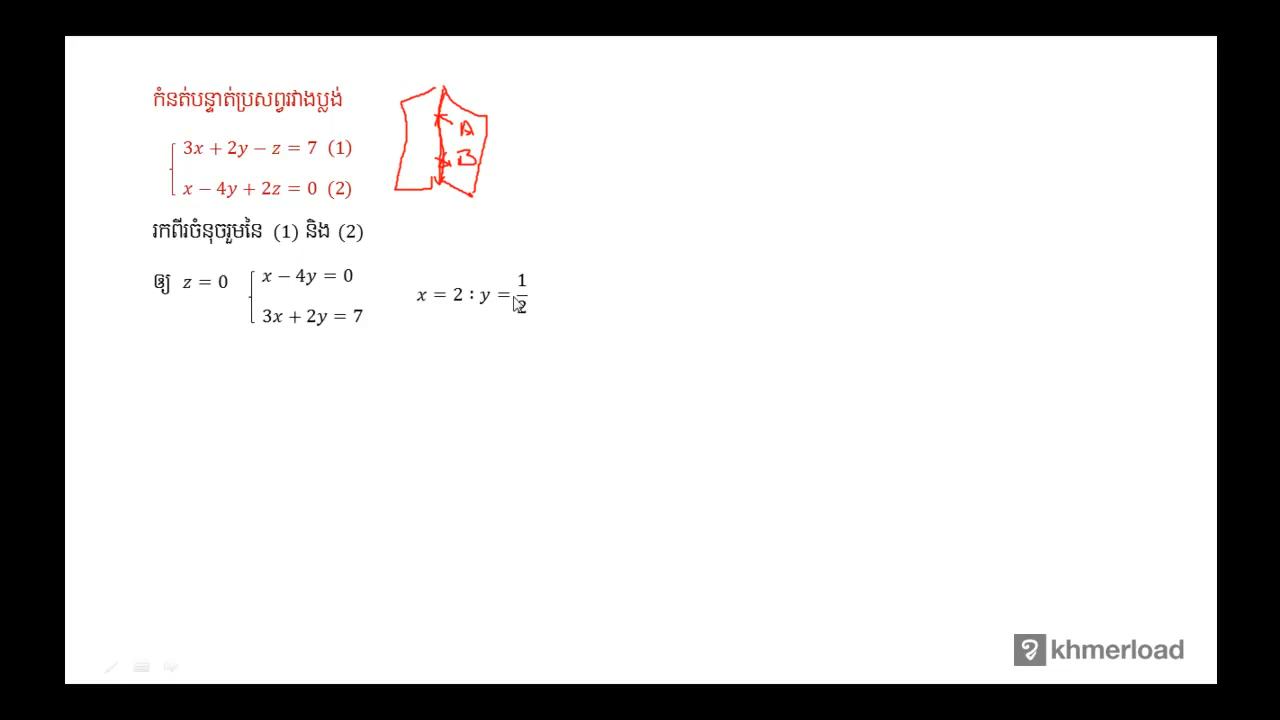 កំនត់បន្ទាត់ប្រសព្វរវាងប្លង់
3x + 2y − z = 7 (1)
x − 4y + 2z = 0 (2)
A
B
រកពីរចំនុចរួមនៃ (1) និង (2)
ឲ្យ z = 0 x − 4y = 0
3x + 2y = 7
x = 2 : y = 1/2
khmerload